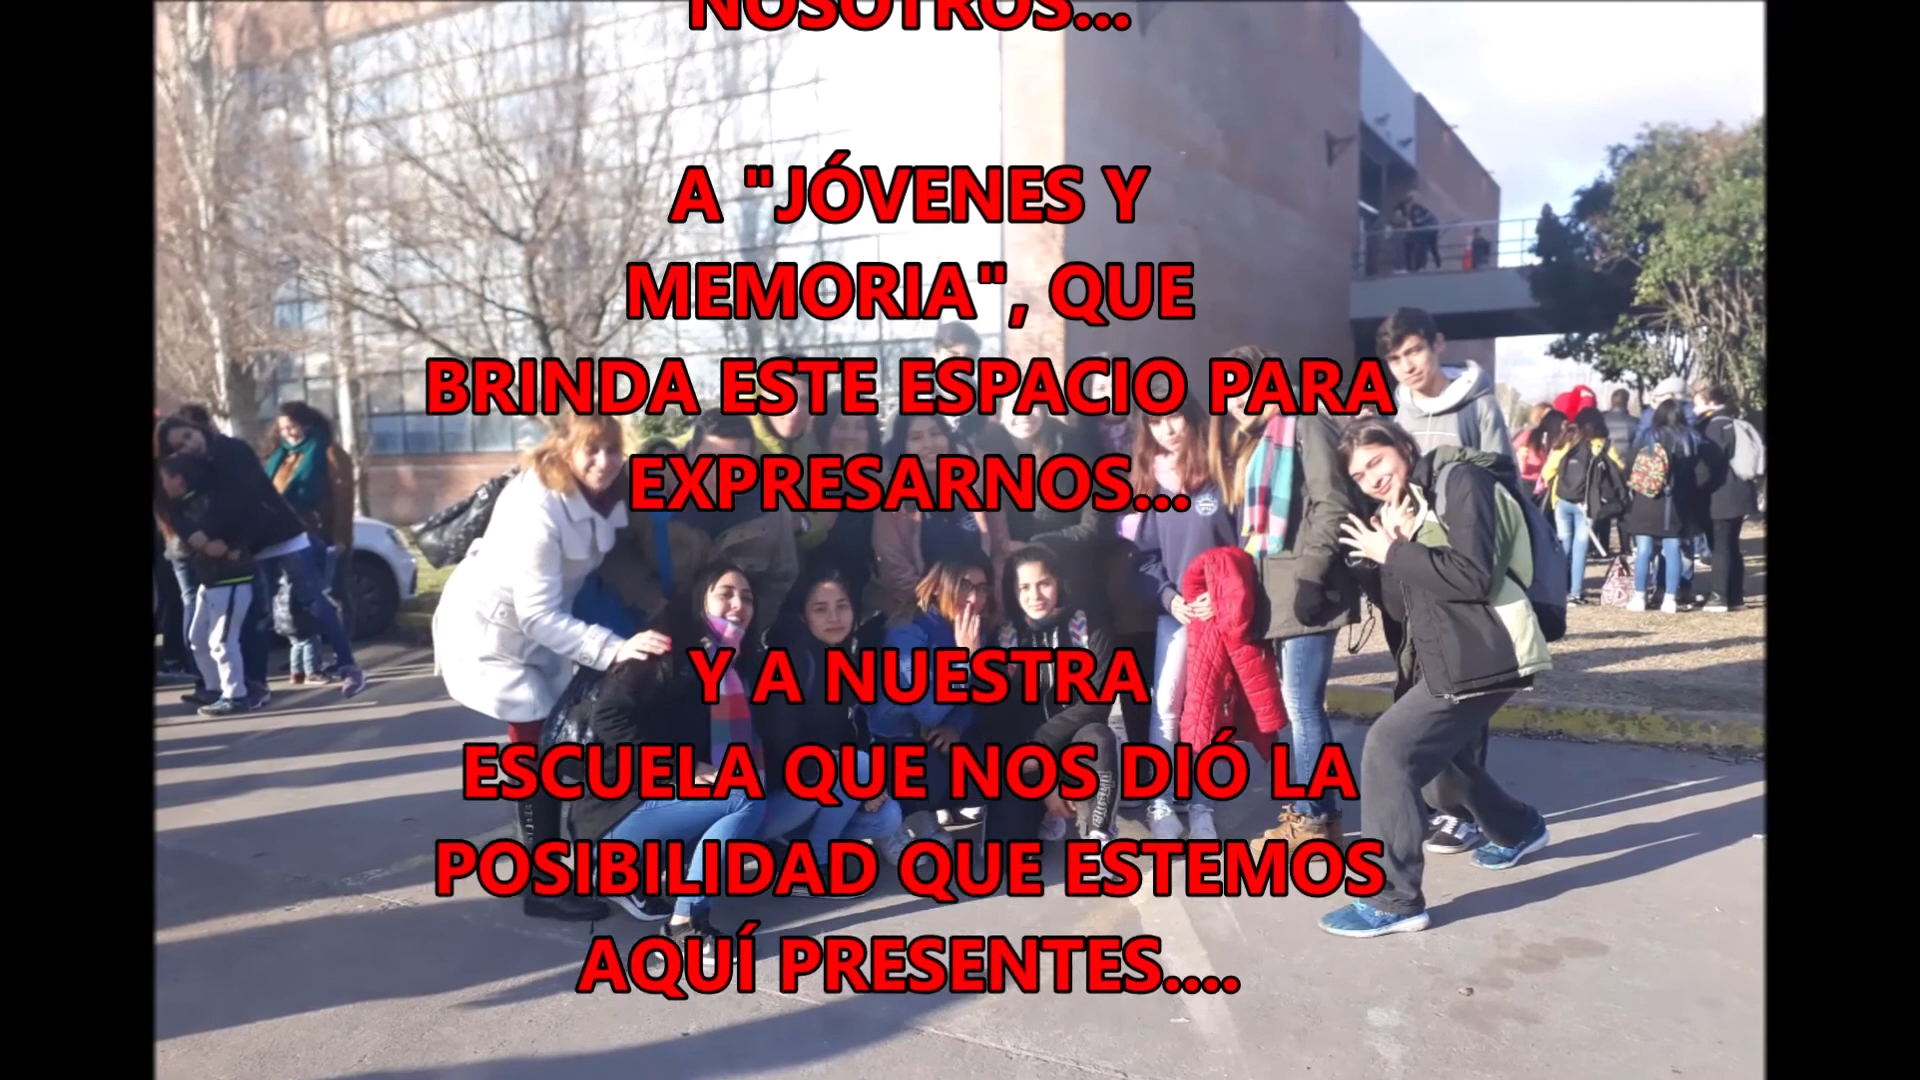 NOSOTROS...
A "JÓVENES Y
MEMORIA", QUE
BRINDA ESTE ESPACIO PARA
EXPRESARNOS...
Y A NUESTRA
ESCUELA QUE NOS DIÓ LA
POSIBILIDAD QUE ESTEMOS
AQUÍ PRESENTES....